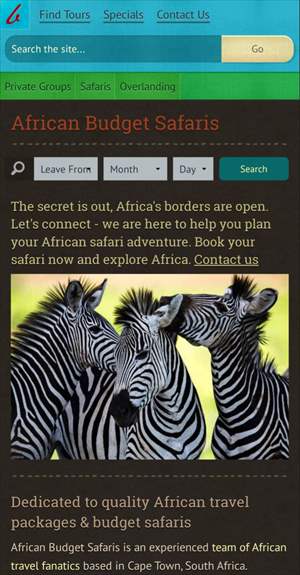 b
Find Tours Specials Contact Us
Search the site... Go
Private Groups Safaris Overlanding
African Budget Safaris
Leave From Month Day Search
The secret is out, Africa's borders are open.
Let's connect - we are here to help you plan
your African safari adventure. Book your
safari now and explore Africa. Contact us
Dedicated to quality African travel
packages & budget safaris
African Budget Safaris is an experienced team of African
travel fanatics based in Cape Town, South Africa.